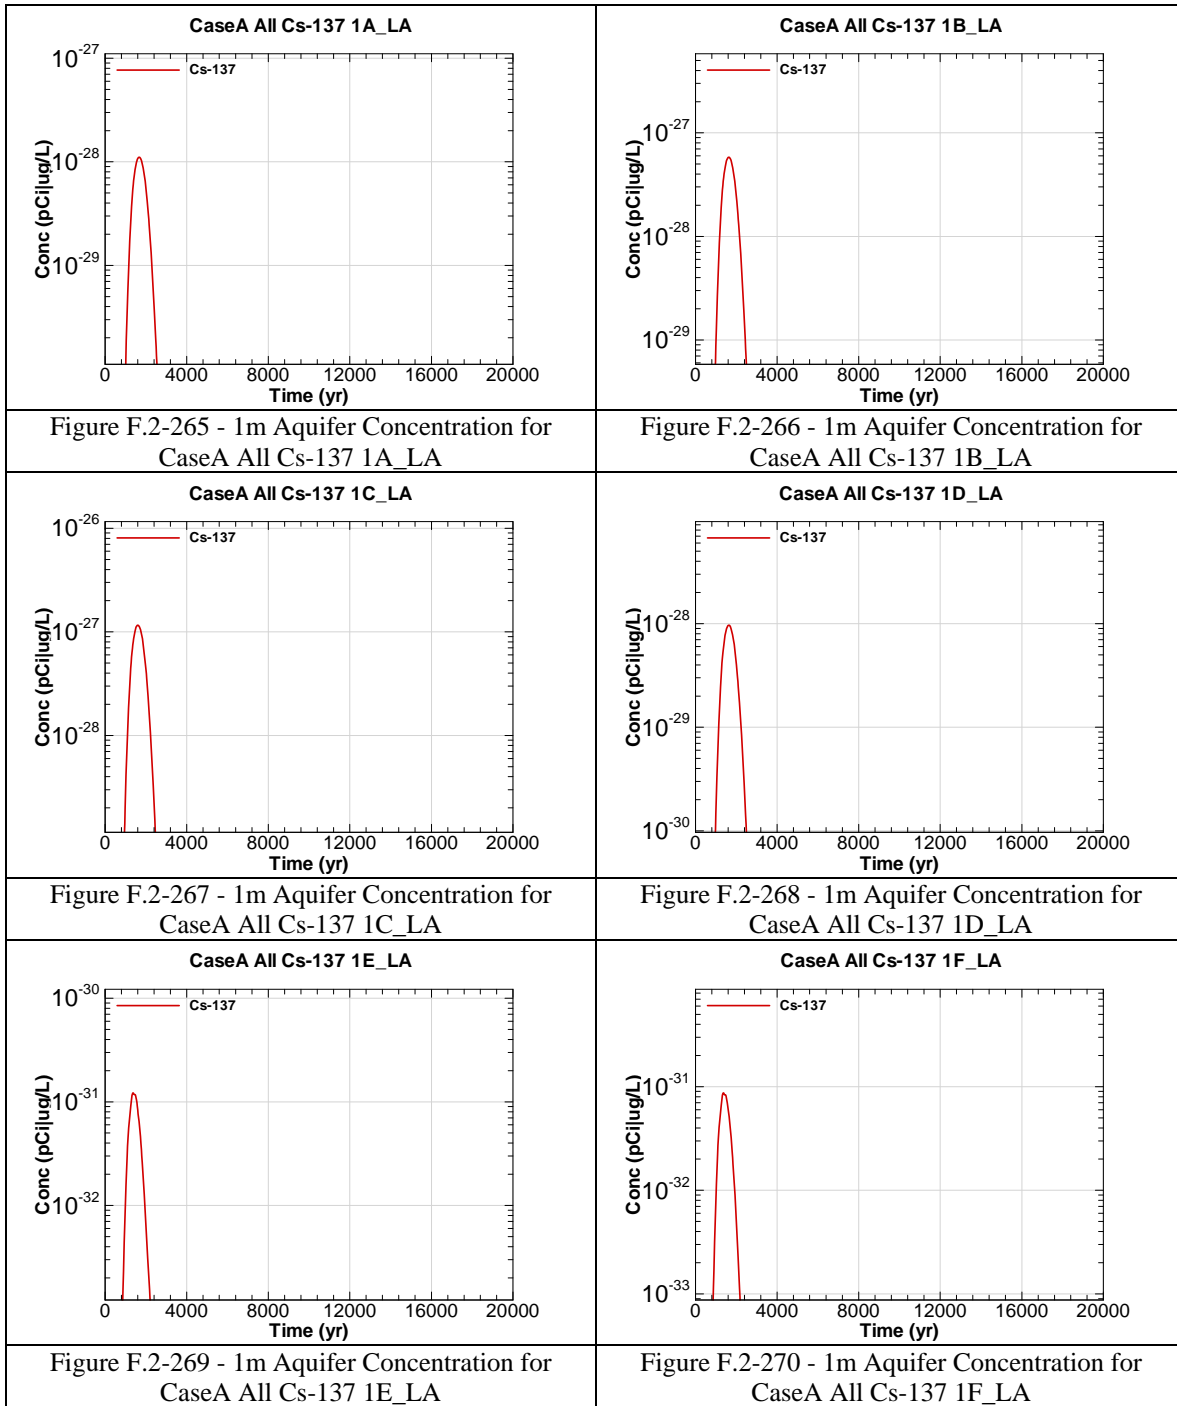 CaseA All Cs-137 1A_LA
10-27
Cs-137
10-28
10-29
Conc (pCi|ug/L)
0 4000 8000 12000 16000 20000
Time (yr)
Figure F.2-265 - 1m Aquifer Concentration for
CaseA All Cs-137 1A_LA
CaseA All Cs-137 1B_LA
Cs-137
10-27
10-28
10-29
Conc (pCi|ug/L)
0 4000 8000 12000 16000 20000
Time (yr)
Figure F.2-266 - 1m Aquifer Concentration for
CaseA All Cs-137 1B_LA
CaseA All Cs-137 1C_LA
10-26
Cs-137
10-27
10-28
Conc (pCi|ug/L)
0 4000 8000 12000 16000 20000
Time (yr)
Figure F.2-267 - 1m Aquifer Concentration for
CaseA All Cs-137 1C_LA
CaseA All Cs-137 1D_LA
Cs-137
10-28
10-29
10-30
Conc (pCi|ug/L)
0 4000 8000 12000 16000 20000
Time (yr)
Figure F.2-268 - 1m Aquifer Concentration for
CaseA All Cs-137 1D_LA
CaseA All Cs-137 1E_LA
10-30
Cs-137
10-31
10-32
Conc (pCi|ug/L)
0 4000 8000 12000 16000 20000
Time (yr)
Figure F.2-269 - 1m Aquifer Concentration for
CaseA All Cs-137 1E_LA
CaseA All Cs-137 1F_LA
Cs-137
10-31
10-32
10-33
Conc (pCi|ug/L)
0 4000 8000 12000 16000 20000
Time (yr)
Figure F.2-270 - 1m Aquifer Concentration for
CaseA All Cs-137 1F_LA